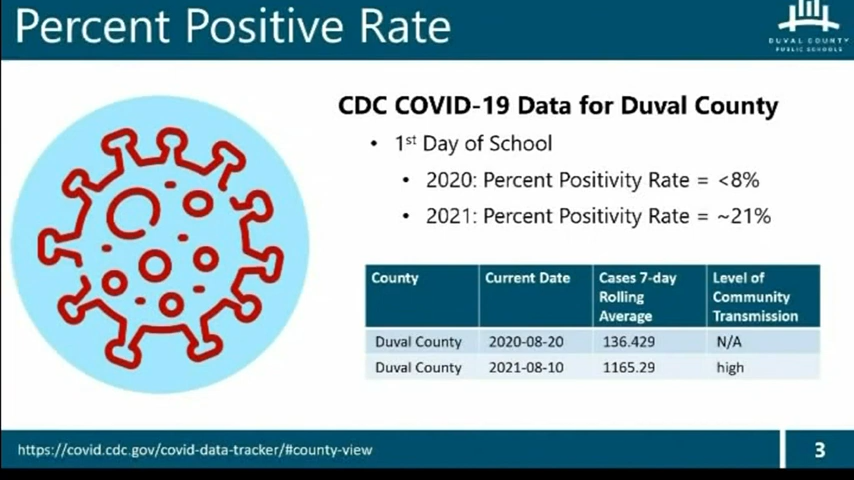 Percent Positive Rate
DUVAL COUNTY
PUBLIC SCHOOLS
CDC COVID-19 Data for Duval County
• 1st Day of School
• 2020: Percent Positivity Rate = <8%
• 2021: Percent Positivity Rate = ~21%
County Current Date Cases 7-day Rolling Average Level of Community Transmission
Duval County 2020-08-20 136.429 N/A
Duval County 2021-08-10 1165.29 high
https://covid.cdc.gov/covid-data-tracker/#county-view
3